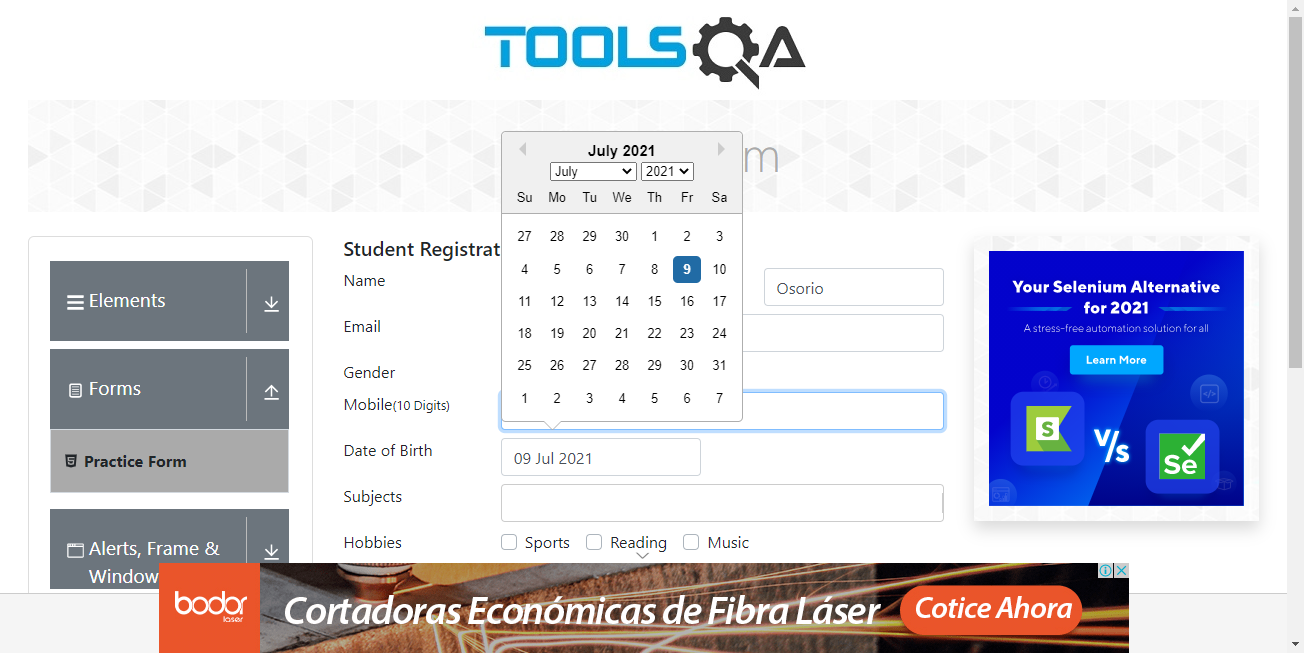 TOOLSQA
m
July 2021
July
2021
Su Mo Tu We Th Fr Sa
27 28 29 30 1 2 3
4 5 6 7 8 9 10
11 12 13 14 15 16 17
18 19 20 21 22 23 24
25 26 27 28 29 30 31
1 2 3 4 5 6 7
Elements
Forms
Practice Form
Alerts, Frame &
Window
Student Registrat
Name
Osorio
Email
Gender
Mobile(10 Digits)
Date of Birth
09 Jul 2021
Subjects
Hobbies
Sports
Reading
Music
Your Selenium Alternative
for 2021
A stress-free automation solution for all
Learn More
S
V/s
Se
bodor
laser
Cortadoras Económicas de Fibra Láser
Cotice Ahora